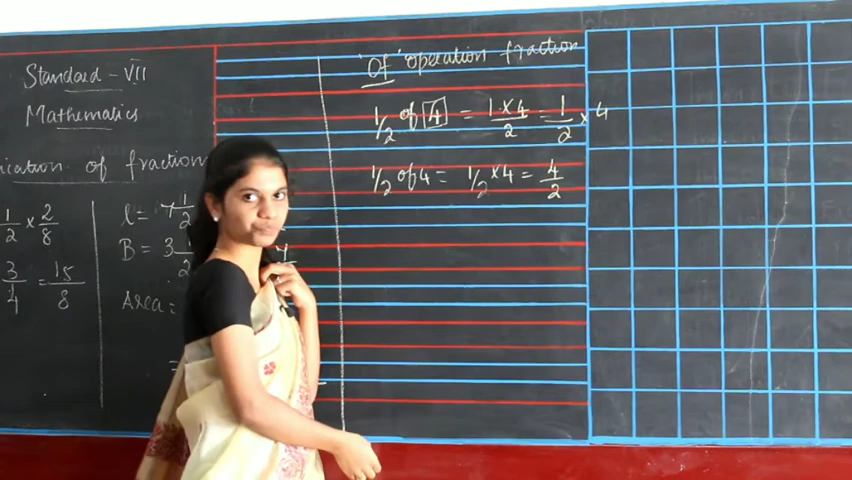 Standard - VII
Mathematics
ication of fraction
1/2 × 2/8
3/4 = 15/8
l = 7 1/2
B = 3 1/2
Area =
"Of" operation fraction
1/2 of 4 = 1×4/2 = 1/2 × 4
1/2 of 4 = 1/2 × 4 = 4/2